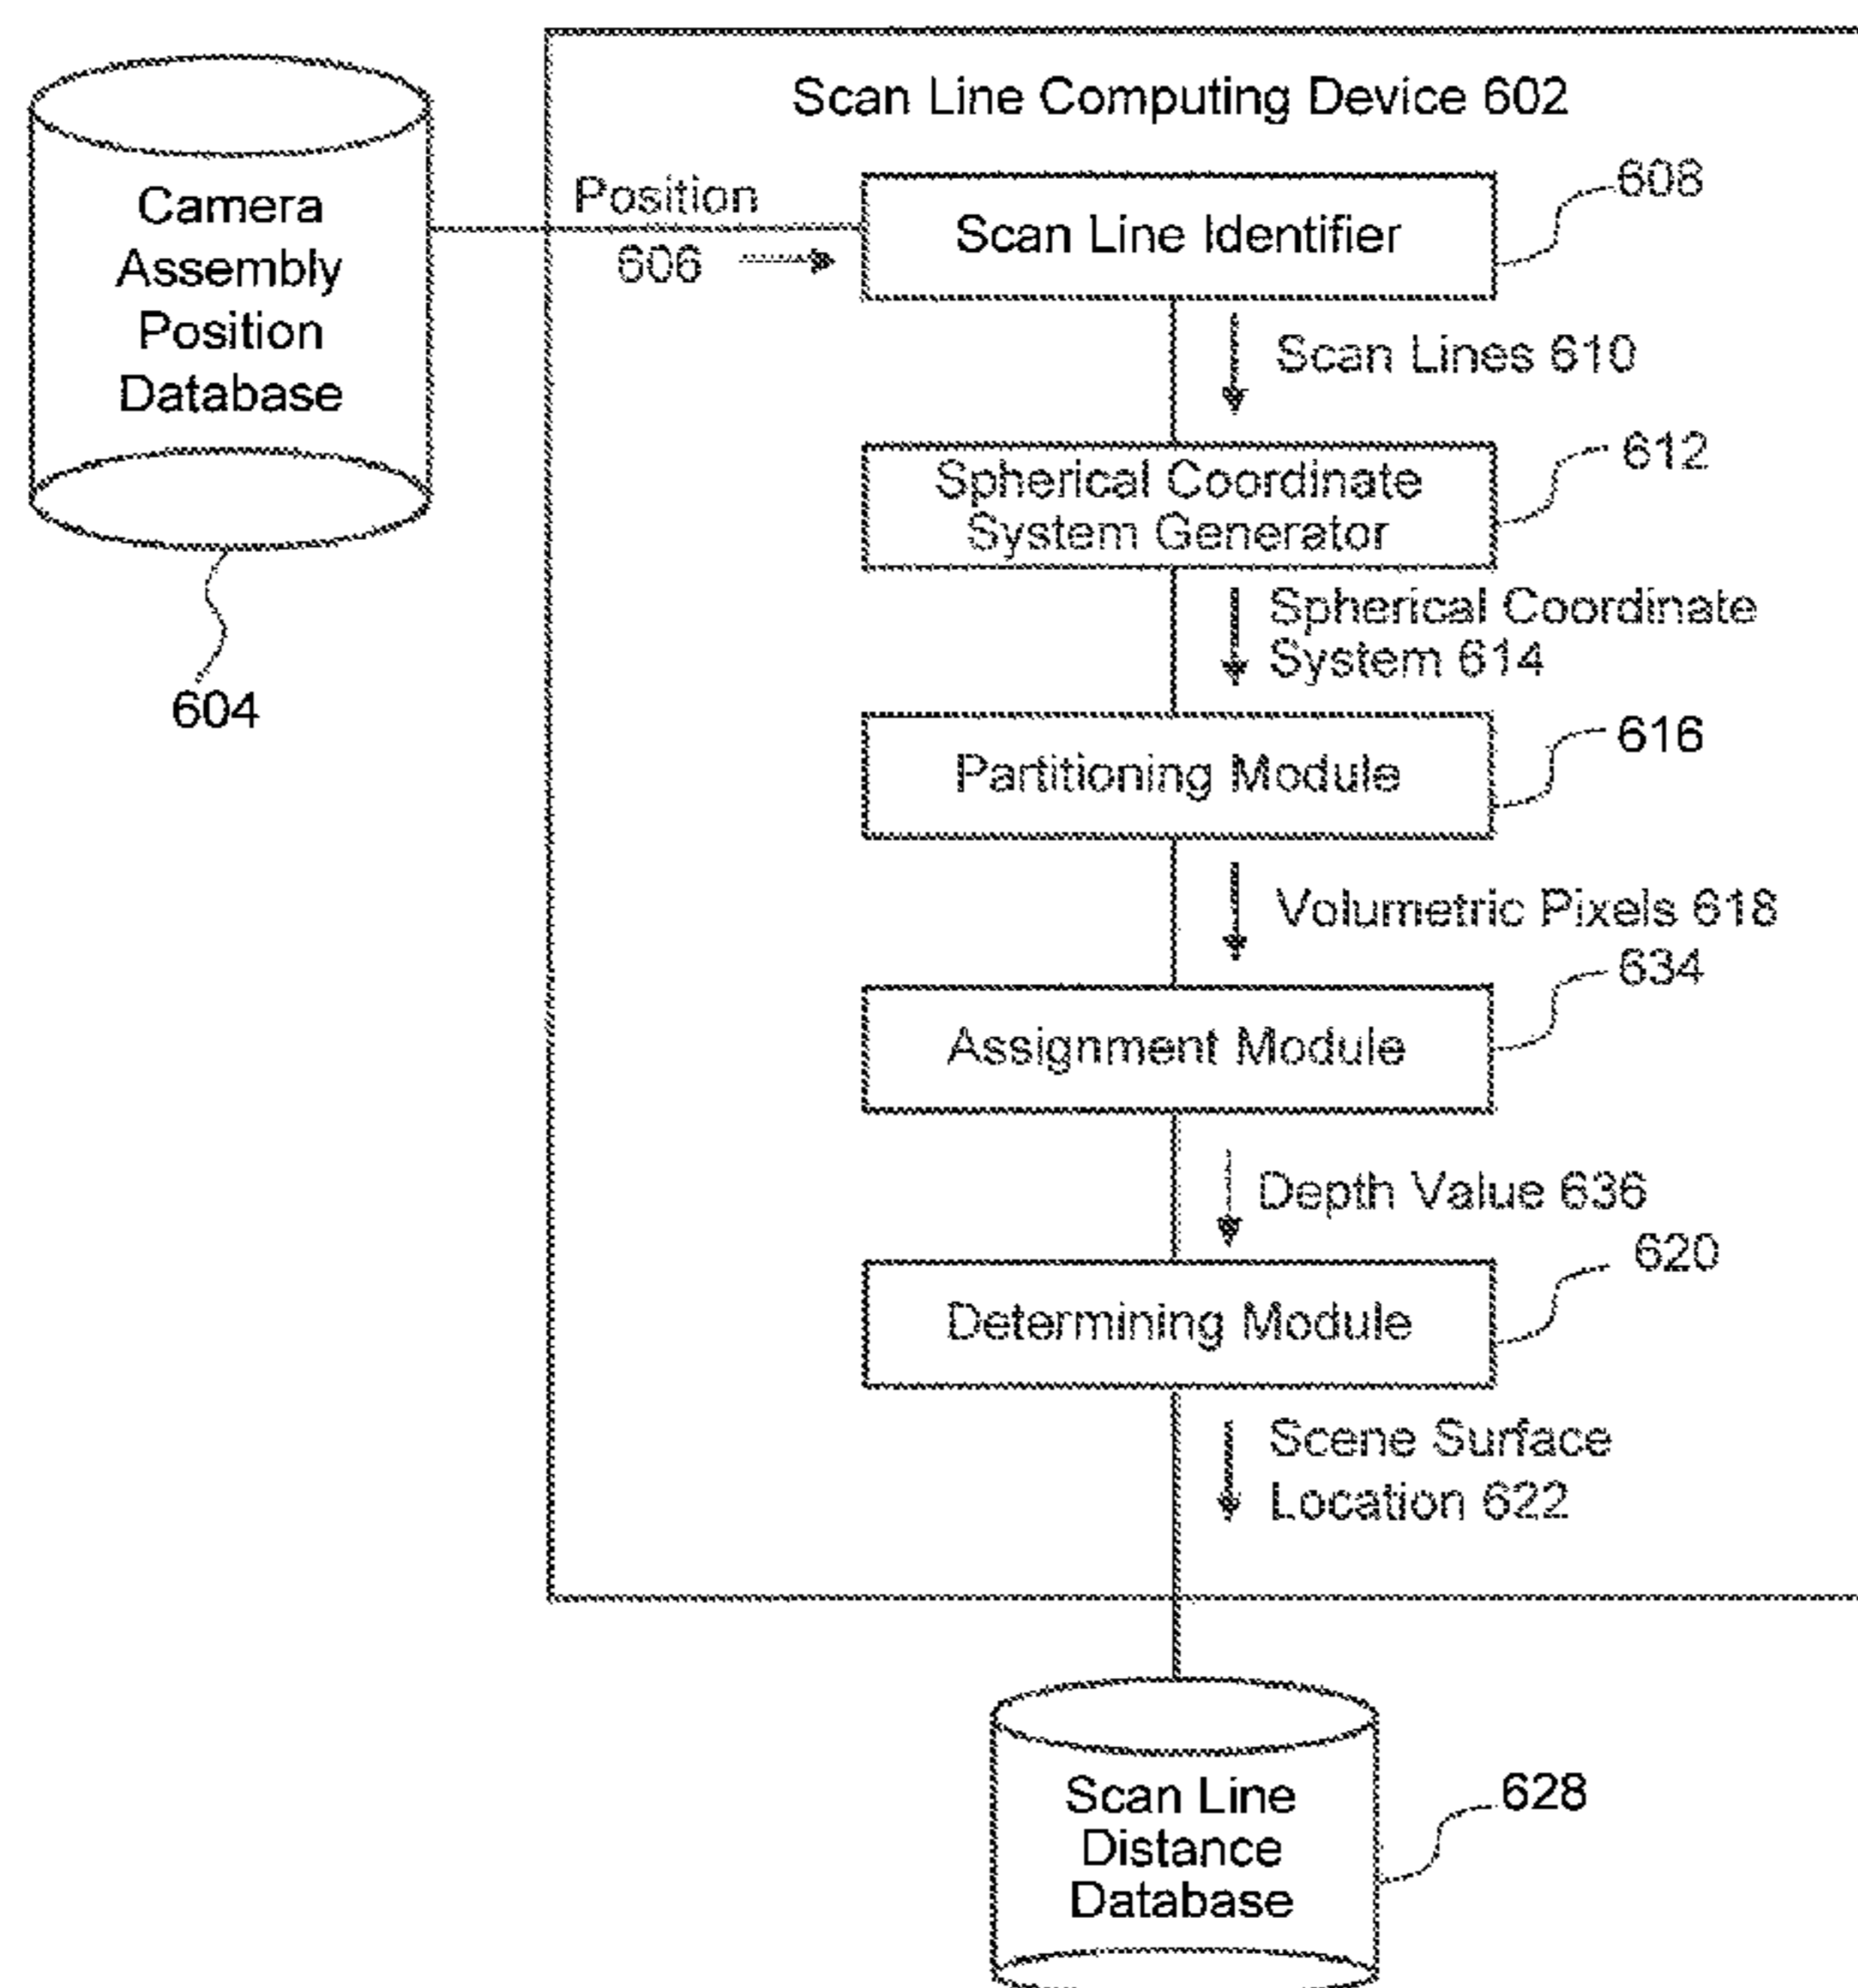 Scan Line Computing Device 602
Camera
Assembly
Position
Database
604
Position
606
Scan Line Identifier
608
Scan Lines 610
Spherical Coordinate
System Generator
612
Spherical Coordinate
System 614
Partitioning Module
616
Volumetric Pixels 618
634
Assignment Module
Depth Value 636
620
Determining Module
Scene Surface
Location 622
Scan Line
Distance
Database
628